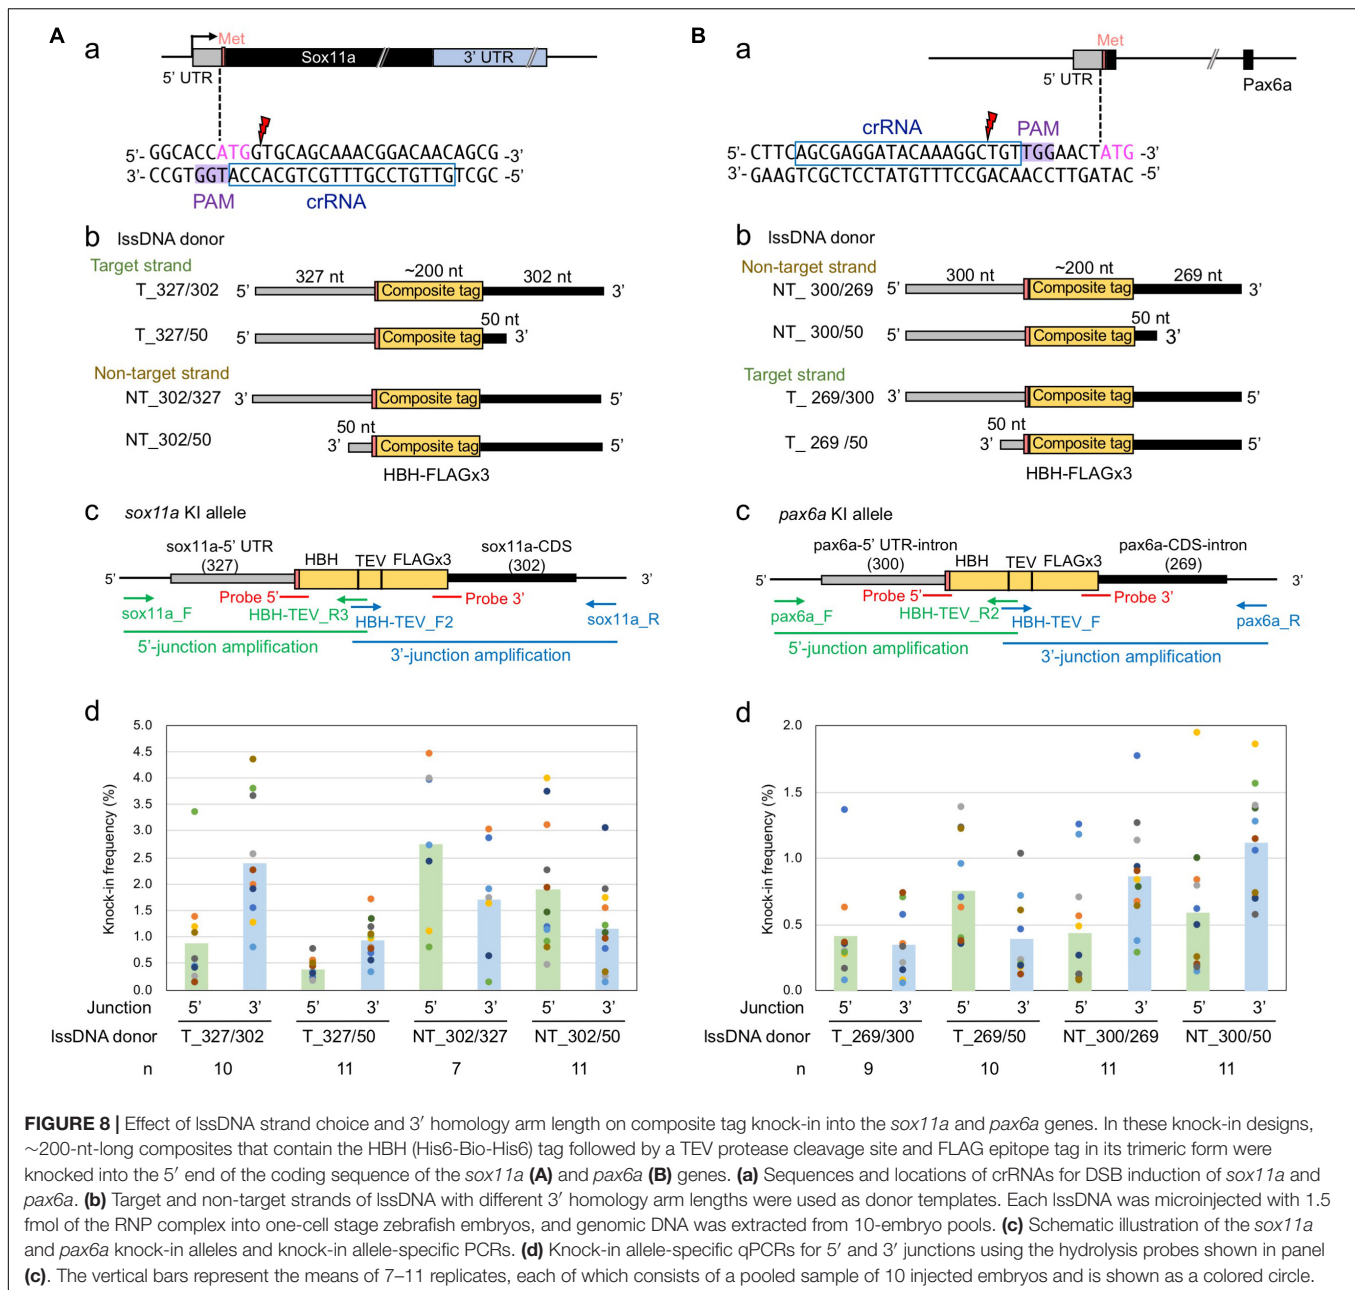 A
a
Met
Sox11a
3' UTR
5' UTR
5'- GGCACCATGGTGCAGCAAACGGACAACAGCG -3'
3'- CCGTGGTACCACGTCGTTTGCCTGTTGTCGC -5'
PAM
crRNA
b
lssDNA donor
Target strand
T_327/302
5'
327 nt
~200 nt
302 nt
Composite tag
3'
T_327/50
5'
Composite tag
50 nt
3'
Non-target strand
NT_302/327
3'
Composite tag
5'
NT_302/50
50 nt
3'
Composite tag
5'
HBH-FLAGx3
c
sox11a KI allele
sox11a-5' UTR
(327)
HBH
TEV
FLAGx3
sox11a-CDS
(302)
5'
3'
Probe 5'
Probe 3'
sox11a_F
HBH-TEV_R3
HBH-TEV_F2
sox11a_R
5'-junction amplification
3'-junction amplification
d
Knock-in frequency (%)
5.0
4.5
4.0
3.5
3.0
2.5
2.0
1.5
1.0
0.5
0.0
Junction 5' 3' 5' 3' 5' 3' 5' 3'
lssDNA donor T_327/302 T_327/50 NT_302/327 NT_302/50
n 10 11 7 11
B
a
Met
5' UTR
Pax6a
crRNA
PAM
5'- CTTCAGCGAGGATACAAAGGCTGTTGGAACTATG -3'
3'- GAAGTCGCTCCTATGTTTCCGACAACCTTGATAC -5'
b
lssDNA donor
Non-target strand
NT_ 300/269
5'
300 nt
~200 nt
269 nt
Composite tag
3'
NT_ 300/50
5'
Composite tag
50 nt
3'
Target strand
T_ 269/300
3'
Composite tag
5'
T_ 269 /50
50 nt
3'
Composite tag
5'
HBH-FLAGx3
c
pax6a KI allele
pax6a-5' UTR-intron
(300)
HBH
TEV
FLAGx3
pax6a-CDS-intron
(269)
5'
3'
Probe 5'
Probe 3'
pax6a_F
HBH-TEV_R2
HBH-TEV_F
pax6a_R
5'-junction amplification
3'-junction amplification
d
Knock-in frequency (%)
2.0
1.5
1.0
0.5
0.0
Junction 5' 3' 5' 3' 5' 3' 5' 3'
lssDNA donor T_269/300 T_269/50 NT_300/269 NT_300/50
n 9 10 11 11
FIGURE 8 | Effect of lssDNA strand choice and 3′ homology arm length on composite tag knock-in into the sox11a and pax6a genes. In these knock-in designs,
∼200-nt-long composites that contain the HBH (His6-Bio-His6) tag followed by a TEV protease cleavage site and FLAG epitope tag in its trimeric form were
knocked into the 5′ end of the coding sequence of the sox11a (A) and pax6a (B) genes. (a) Sequences and locations of crRNAs for DSB induction of sox11a and
pax6a. (b) Target and non-target strands of lssDNA with different 3′ homology arm lengths were used as donor templates. Each lssDNA was microinjected with 1.5
fmol of the RNP complex into one-cell stage zebrafish embryos, and genomic DNA was extracted from 10-embryo pools. (c) Schematic illustration of the sox11a
and pax6a knock-in alleles and knock-in allele-specific PCRs. (d) Knock-in allele-specific qPCRs for 5′ and 3′ junctions using the hydrolysis probes shown in panel
(c). The vertical bars represent the means of 7–11 replicates, each of which consists of a pooled sample of 10 injected embryos and is shown as a colored circle.